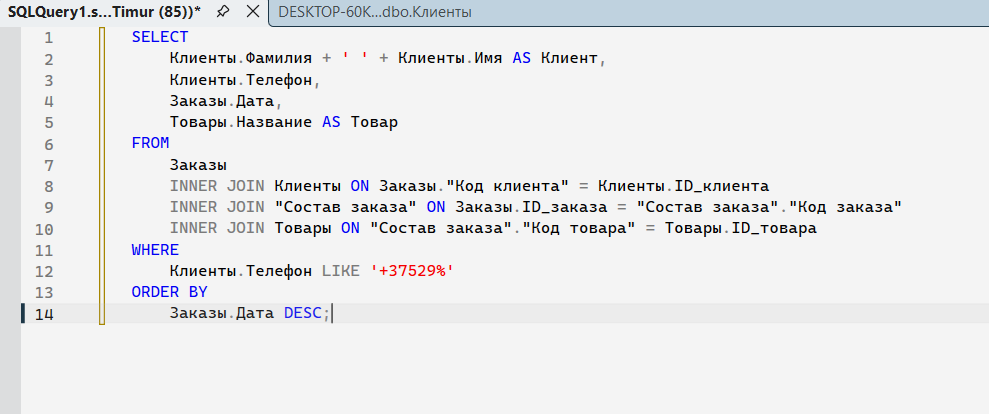 SQLQuery1.s...Timur (85))* DESKTOP-60K...dbo.Клиенты
1 SELECT
2 Клиенты.Фамилия + ' ' + Клиенты.Имя AS Клиент,
3 Клиенты.Телефон,
4 Заказы.Дата,
5 Товары.Название AS Товар
6 FROM
7 Заказы
8 INNER JOIN Клиенты ON Заказы."Код клиента" = Клиенты.ID_клиента
9 INNER JOIN "Состав заказа" ON Заказы.ID_заказа = "Состав заказа"."Код заказа"
10 INNER JOIN Товары ON "Состав заказа"."Код товара" = Товары.ID_товара
11 WHERE
12 Клиенты.Телефон LIKE '+37529%'
13 ORDER BY
14 Заказы.Дата DESC;